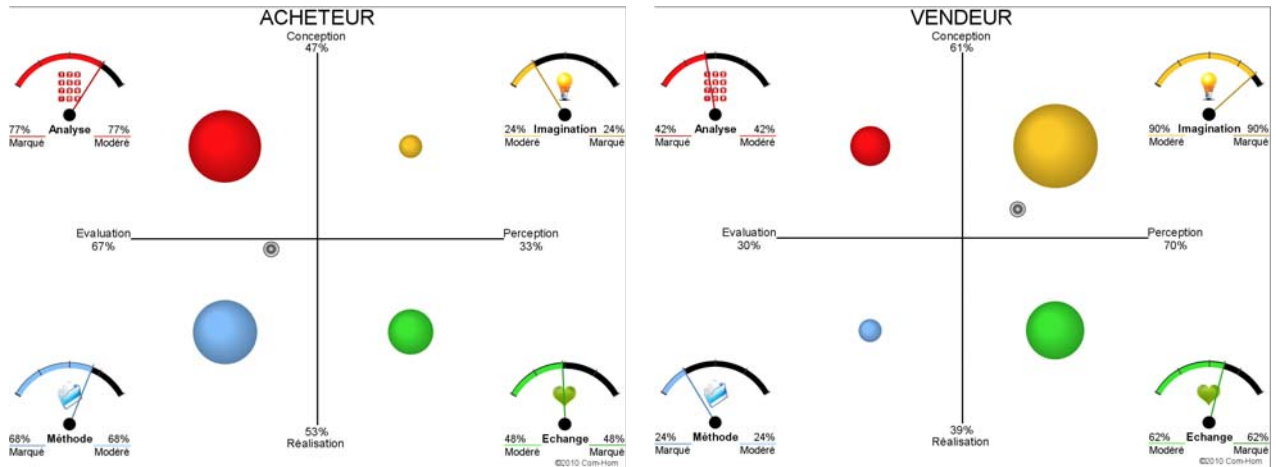 ACHETEUR
Conception
47%
77% Analyse 77%
Marqué Modéré
24% Imagination 24%
Modéré Marqué
Evaluation
67%
Perception
33%
68% Méthode 68%
Marqué Modéré
53%
Réalisation
48% Echange 48%
Modéré Marqué
©2010 Com-Hom
VENDEUR
Conception
61%
42% Analyse 42%
Marqué Modéré
90% Imagination 90%
Modéré Marqué
Evaluation
30%
Perception
70%
24% Méthode 24%
Marqué Modéré
39%
Réalisation
62% Echange 62%
Modéré Marqué
©2010 Com-Hom